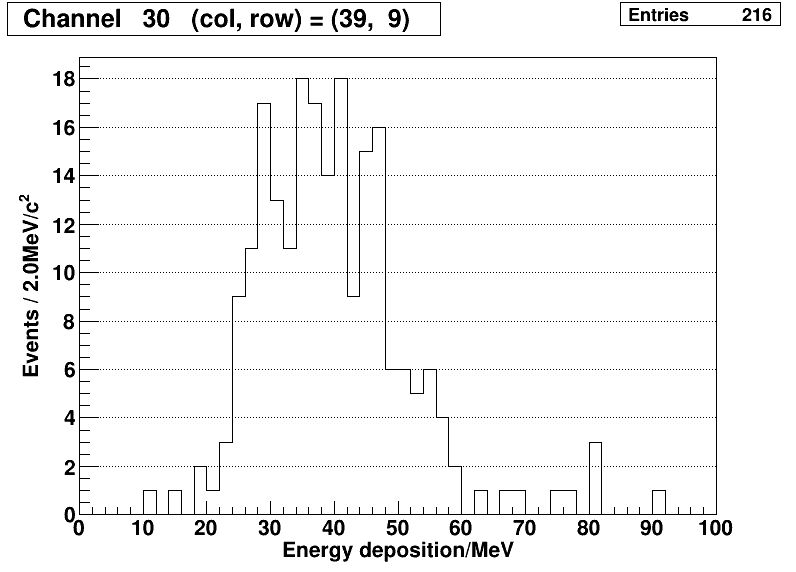 Channel 30 (col, row) = (39, 9)
Entries 216
Events / 2.0MeV/c²
18
16
14
12
10
8
6
4
2
0
0 10 20 30 40 50 60 70 80 90 100
Energy deposition/MeV